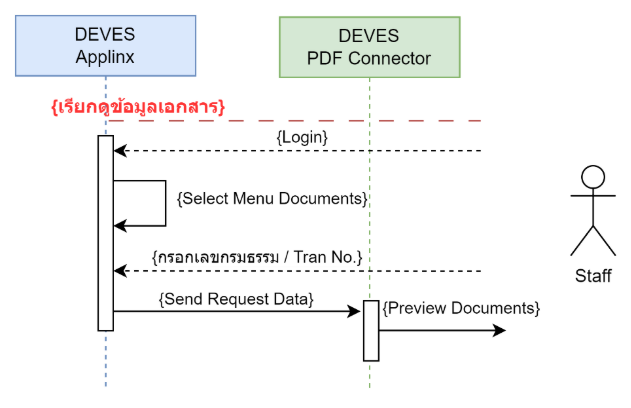 DEVES
Applinx
DEVES
PDF Connector
{เรียกดูข้อมูลเอกสาร}
{Login}
{Select Menu Documents}
{กรอกเลขกรมธรรม / Tran No.}
{Send Request Data}
{Preview Documents}
Staff